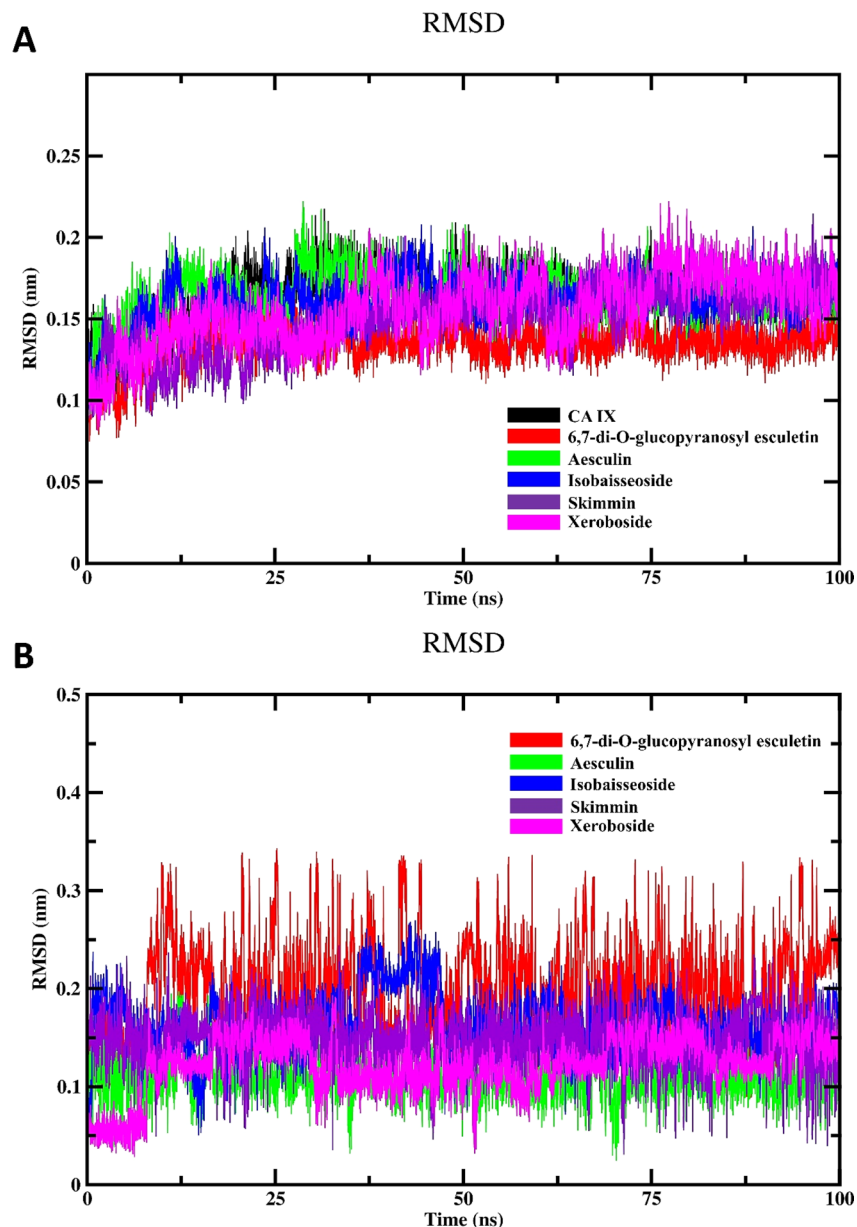 A
RMSD
RMSD (nm)
0.25
0.2
0.15
0.1
0.05
0
CA IX
6,7-di-O-glucopyranosyl esculetin
Aesculin
Isobaisseoside
Skimmin
Xeroboside
0 25 50 75 100
Time (ns)
B
RMSD
RMSD (nm)
0.5
0.4
0.3
0.2
0.1
0
6,7-di-O-glucopyranosyl esculetin
Aesculin
Isobaisseoside
Skimmin
Xeroboside
0 25 50 75 100
Time (ns)